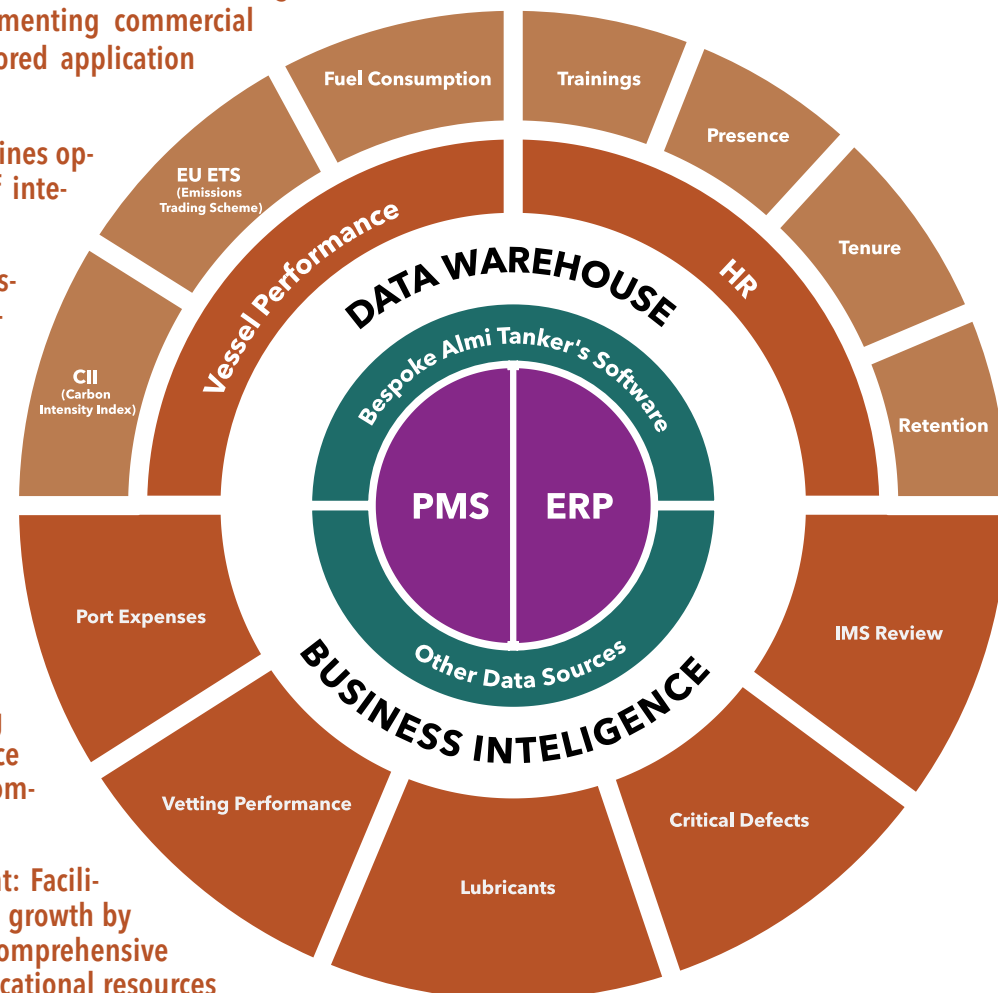 menting commercial
ored application
ines op-
inte-
s-
ce
om-
t: Facili-
growth by
omprehensive
cational resources
Fuel Consumption
Trainings
Presence
EU ETS
(Emissions
Trading Scheme)
Tenure
CII
(Carbon
Intensity Index)
Retention
Vessel Performance
HR
DATA WAREHOUSE
Bespoke Almi Tanker's Software
PMS
ERP
Other Data Sources
BUSINESS INTELIGENCE
Port Expenses
IMS Review
Vetting Performance
Critical Defects
Lubricants